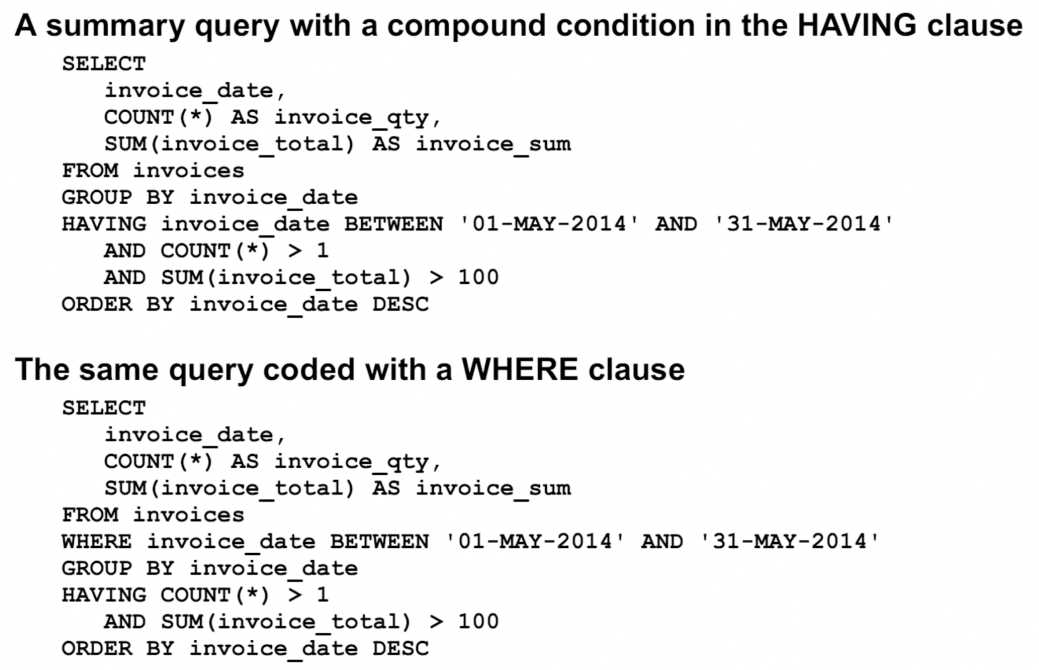 A summary query with a compound condition in the HAVING clause
SELECT
invoice_date,
COUNT(*) AS invoice_qty,
SUM(invoice_total) AS invoice_sum
FROM invoices
GROUP BY invoice_date
HAVING invoice_date BETWEEN '01-MAY-2014' AND '31-MAY-2014'
AND COUNT(*) > 1
AND SUM(invoice_total) > 100
ORDER BY invoice_date DESC
The same query coded with a WHERE clause
SELECT
invoice_date,
COUNT(*) AS invoice_qty,
SUM(invoice_total) AS invoice_sum
FROM invoices
WHERE invoice_date BETWEEN '01-MAY-2014' AND '31-MAY-2014'
GROUP BY invoice_date
HAVING COUNT(*) > 1
AND SUM(invoice_total) > 100
ORDER BY invoice_date DESC